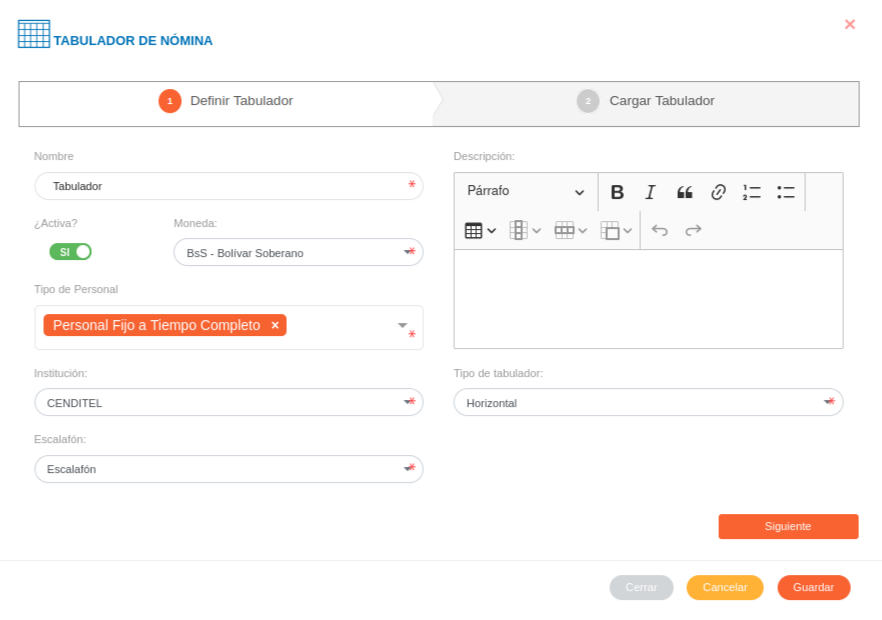 TABULADOR DE NÓMINA
×
1 Definir Tabulador
2 Cargar Tabulador
Nombre
Tabulador *
¿Activa?
SI
Moneda:
BsS - Bolívar Soberano *
Tipo de Personal
Personal Fijo a Tiempo Completo ×
*
Institución:
CENDITEL *
Escalafón:
Escalafón *
Descripción:
Párrafo B I
Tipo de tabulador:
Horizontal *
Siguiente
Cerrar Cancelar Guardar